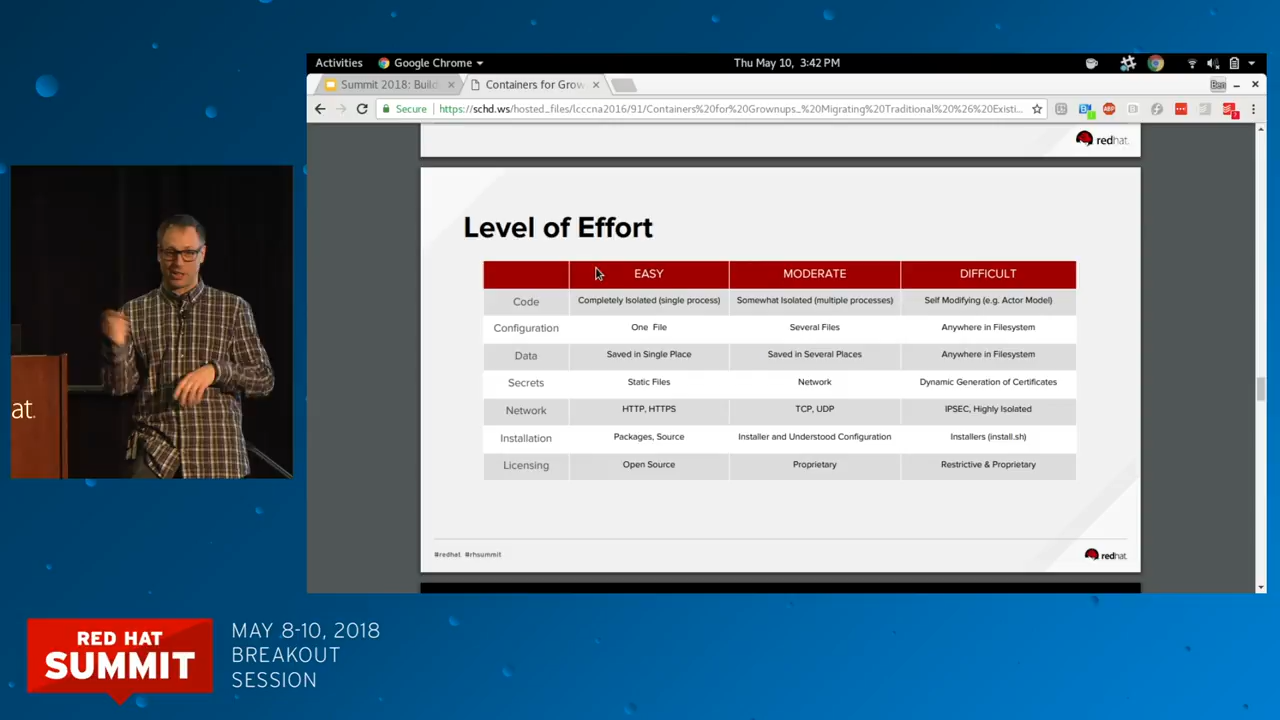 Activities Google Chrome Thu May 10, 3:42 PM
Summit 2018: Build Containers for Grow Ben
Secure https://schd.ws/hosted_files/lcccna2016/91/Containers%20for%20Grownups_%20Migrating%20Traditional%20%26%20Existi...
redhat.
Level of Effort
EASY MODERATE DIFFICULT
Code Completely Isolated (single process) Somewhat Isolated (multiple processes) Self Modifying (e.g. Actor Model)
Configuration One File Several Files Anywhere in Filesystem
Data Saved in Single Place Saved in Several Places Anywhere in Filesystem
Secrets Static Files Network Dynamic Generation of Certificates
Network HTTP, HTTPS TCP, UDP IPSEC, Highly Isolated
Installation Packages, Source Installer and Understood Configuration Installers (install.sh)
Licensing Open Source Proprietary Restrictive & Proprietary
#redhat #rhsummit redhat.
at.
RED HAT
SUMMIT
MAY 8-10, 2018
BREAKOUT
SESSION